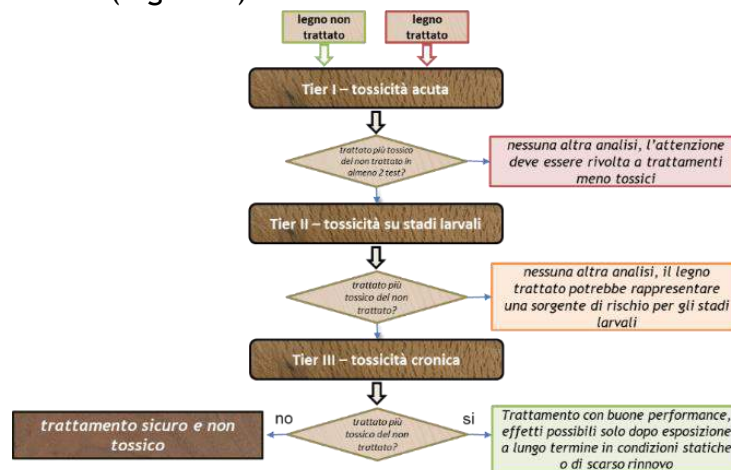 legno non
trattato
legno
trattato
Tier I – tossicità acuta
trattato più tossico
del non trattato in
almeno 2 test?
nessuna altra analisi, l'attenzione
deve essere rivolta a trattamenti
meno tossici
Tier II – tossicità su stadi larvali
trattato più
tossico del non
trattato?
nessuna altra analisi, il legno
trattato potrebbe rappresentare
una sorgente di rischio per gli stadi
larvali
Tier III – tossicità cronica
trattamento sicuro e non
tossico
no
trattato più
tossico del non
trattato?
si
Trattamento con buone performance,
effetti possibili solo dopo esposizione
a lungo termine in condizioni statiche
o di scarso rinnovo